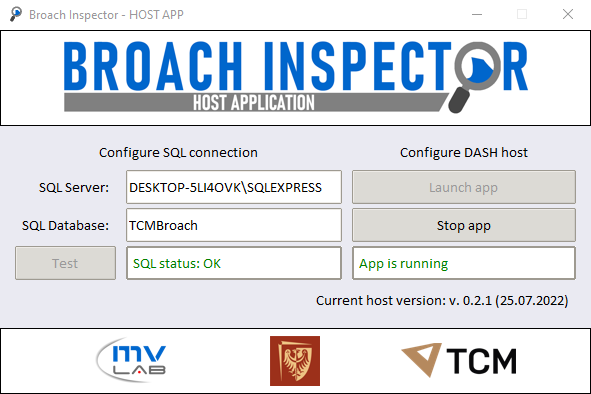 Broach Inspector - HOST APP
BROACH INSPECTOR
HOST APPLICATION
Configure SQL connection
Configure DASH host
SQL Server:
DESKTOP-5LI4OVK\SQLEXPRESS
Launch app
SQL Database:
TCMBroach
Stop app
Test
SQL status: OK
App is running
Current host version: v. 0.2.1 (25.07.2022)
MV
LAB
TCM